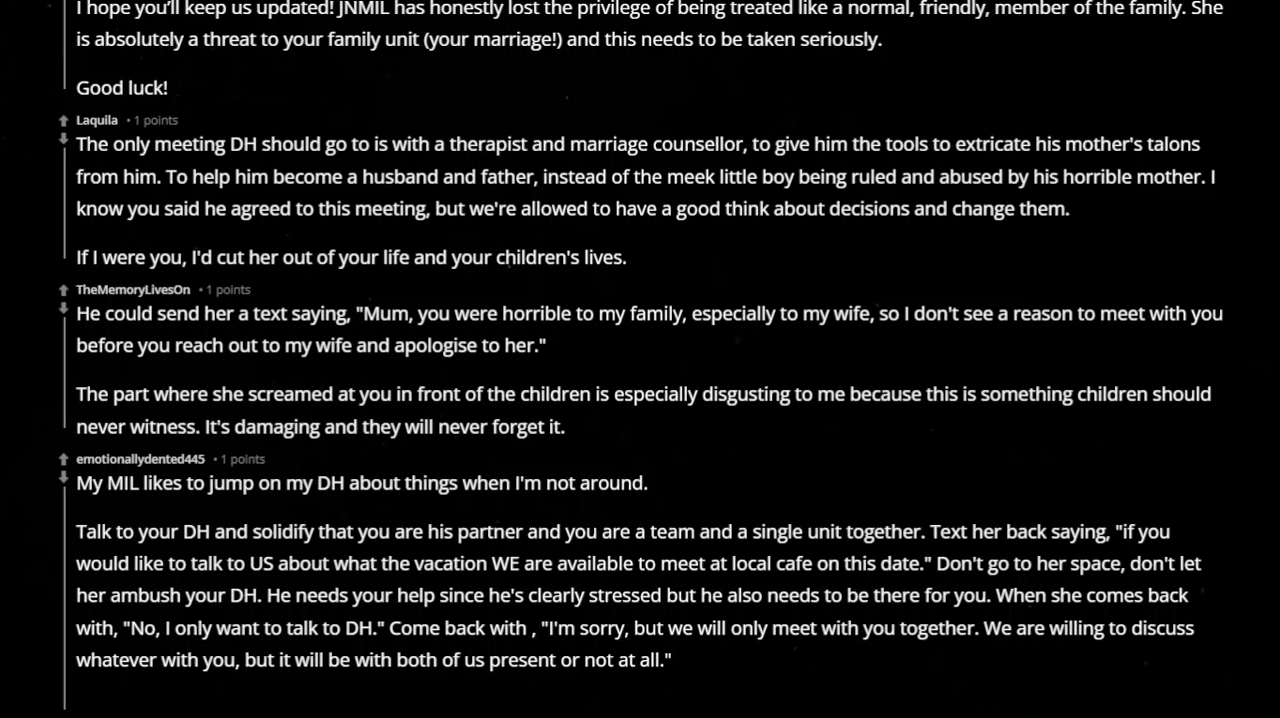 I hope you'll keep us updated! JNMIL has honestly lost the privilege of being treated like a normal, friendly, member of the family. She
is absolutely a threat to your family unit (your marriage!) and this needs to be taken seriously.
Good luck!
Laquila • 1 points
The only meeting DH should go to is with a therapist and marriage counsellor, to give him the tools to extricate his mother's talons
from him. To help him become a husband and father, instead of the meek little boy being ruled and abused by his horrible mother. I
know you said he agreed to this meeting, but we're allowed to have a good think about decisions and change them.
If I were you, I'd cut her out of your life and your children's lives.
TheMemoryLivesOn • 1 points
He could send her a text saying, "Mum, you were horrible to my family, especially to my wife, so I don't see a reason to meet with you
before you reach out to my wife and apologise to her."
The part where she screamed at you in front of the children is especially disgusting to me because this is something children should
never witness. It's damaging and they will never forget it.
emotionallydented445 • 1 points
My MIL likes to jump on my DH about things when I'm not around.
Talk to your DH and solidify that you are his partner and you are a team and a single unit together. Text her back saying, "if you
would like to talk to US about what the vacation WE are available to meet at local cafe on this date." Don't go to her space, don't let
her ambush your DH. He needs your help since he's clearly stressed but he also needs to be there for you. When she comes back
with, "No, I only want to talk to DH." Come back with , "I'm sorry, but we will only meet with you together. We are willing to discuss
whatever with you, but it will be with both of us present or not at all."